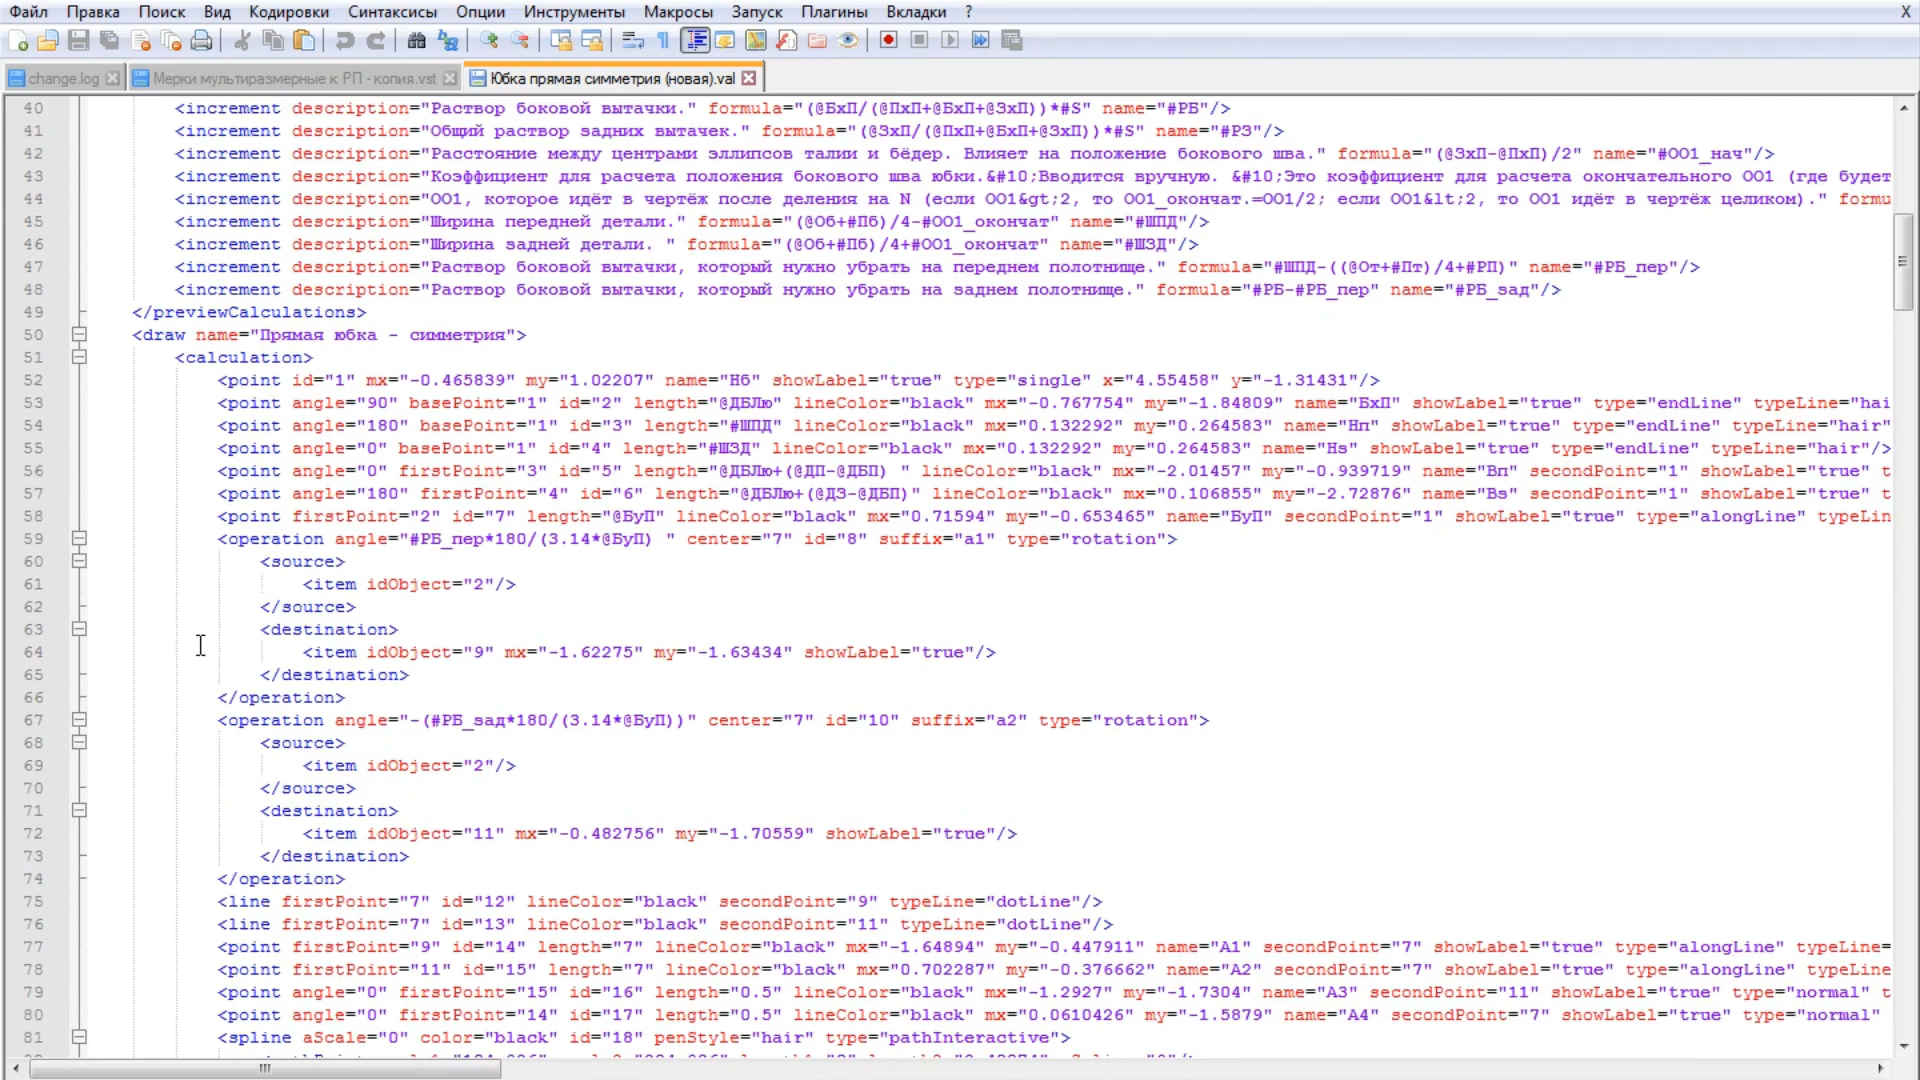 Файл Правка Поиск Вид Кодировки Синтаксисы Опции Инструменты Макросы Запуск Плагины Вкладки ? X
change.log Мерки мультиразмерные к РП - копия.vst Юбка прямая симметрия (новая).val
40 <increment description="Раствор боковой вытачки." formula="(@БхП/(@ПхП+@БхП+@ЗхП))*#S" name="#РБ"/>
41 <increment description="Общий раствор задних вытачек." formula="(@ЗхП/(@ПхП+@БхП+@ЗхП))*#S" name="#РЗ"/>
42 <increment description="Расстояние между центрами эллипсов талии и бёдер. Влияет на положение бокового шва." formula="(@ЗхП-@ПхП)/2" name="#ОО1_нач"/>
43 <increment description="Коэффициент для расчета положения бокового шва юбки.&#10;Вводится вручную. &#10;Это коэффициент для расчета окончательного ОО1 (где будет
44 <increment description="ОО1, которое идёт в чертёж после деления на N (если ОО1&gt;2, то ОО1_окончат.=ОО1/2; если ОО1&lt;2, то ОО1 идёт в чертёж целиком)." formu
45 <increment description="Ширина передней детали." formula="(@Об+#Пб)/4-#ОО1_окончат" name="#ШПД"/>
46 <increment description="Ширина задней детали. " formula="(@Об+#Пб)/4+#ОО1_окончат" name="#ШЗД"/>
47 <increment description="Раствор боковой вытачки, который нужно убрать на переднем полотнище." formula="#ШПД-((@От+#Пт)/4+#РП)" name="#РБ_пер"/>
48 <increment description="Раствор боковой вытачки, который нужно убрать на заднем полотнище." formula="#РБ-#РБ_пер" name="#РБ_зад"/>
49 </previewCalculations>
50 <draw name="Прямая юбка - симметрия">
51 <calculation>
52 <point id="1" mx="-0.465839" my="1.02207" name="Нб" showLabel="true" type="single" x="4.55458" y="-1.31431"/>
53 <point angle="90" basePoint="1" id="2" length="@ДБЛю" lineColor="black" mx="-0.767754" my="-1.84809" name="БхП" showLabel="true" type="endLine" typeLine="hai
54 <point angle="180" basePoint="1" id="3" length="#ШПД" lineColor="black" mx="0.132292" my="0.264583" name="Нп" showLabel="true" type="endLine" typeLine="hair"
55 <point angle="0" basePoint="1" id="4" length="#ШЗД" lineColor="black" mx="0.132292" my="0.264583" name="Нs" showLabel="true" type="endLine" typeLine="hair"/>
56 <point angle="0" firstPoint="3" id="5" length="@ДБЛю+(@ДП-@ДБП) " lineColor="black" mx="-2.01457" my="-0.939719" name="Вп" secondPoint="1" showLabel="true" t
57 <point angle="180" firstPoint="4" id="6" length="@ДБЛю+(@ДЗ-@ДБП)" lineColor="black" mx="0.106855" my="-2.72876" name="Вs" secondPoint="1" showLabel="true" t
58 <point firstPoint="2" id="7" length="@БуП" lineColor="black" mx="0.71594" my="-0.653465" name="БуП" secondPoint="1" showLabel="true" type="alongLine" typeLin
59 <operation angle="#РБ_пер*180/(3.14*@БуП) " center="7" id="8" suffix="a1" type="rotation">
60 <source>
61 <item idObject="2"/>
62 </source>
63 <destination>
64 <item idObject="9" mx="-1.62275" my="-1.63434" showLabel="true"/>
65 </destination>
66 </operation>
67 <operation angle="-(#РБ_зад*180/(3.14*@БуП))" center="7" id="10" suffix="a2" type="rotation">
68 <source>
69 <item idObject="2"/>
70 </source>
71 <destination>
72 <item idObject="11" mx="-0.482756" my="-1.70559" showLabel="true"/>
73 </destination>
74 </operation>
75 <line firstPoint="7" id="12" lineColor="black" secondPoint="9" typeLine="dotLine"/>
76 <line firstPoint="7" id="13" lineColor="black" secondPoint="11" typeLine="dotLine"/>
77 <point firstPoint="9" id="14" length="7" lineColor="black" mx="-1.64894" my="-0.447911" name="A1" secondPoint="7" showLabel="true" type="alongLine" typeLine=
78 <point firstPoint="11" id="15" length="7" lineColor="black" mx="0.702287" my="-0.376662" name="A2" secondPoint="7" showLabel="true" type="alongLine" typeLine
79 <point angle="0" firstPoint="15" id="16" length="0.5" lineColor="black" mx="-1.2927" my="-1.7304" name="A3" secondPoint="11" showLabel="true" type="normal" t
80 <point angle="0" firstPoint="14" id="17" length="0.5" lineColor="black" mx="0.0610426" my="-1.5879" name="A4" secondPoint="7" showLabel="true" type="normal"
81 <spline aScale="0" color="black" id="18" penStyle="hair" type="pathInteractive">